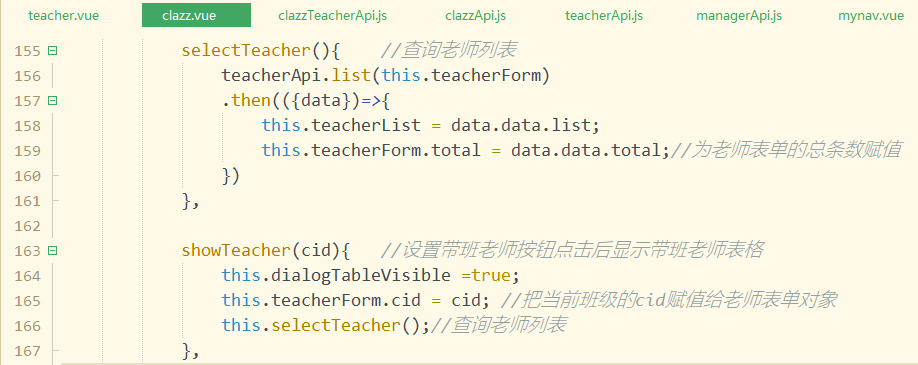 teacher.vue clazz.vue clazzTeacherApi.js clazzApi.js teacherApi.js managerApi.js mynav.vue
155 selectTeacher(){ //查询老师列表
156 teacherApi.list(this.teacherForm)
157 .then(({data})=>{
158 this.teacherList = data.data.list;
159 this.teacherForm.total = data.data.total;//为老师表单的总条数赋值
160 })
161 },
162
163 showTeacher(cid){ //设置带班老师按钮点击后显示带班老师表格
164 this.dialogTableVisible =true;
165 this.teacherForm.cid = cid; //把当前班级的cid赋值给老师表单对象
166 this.selectTeacher();//查询老师列表
167 },